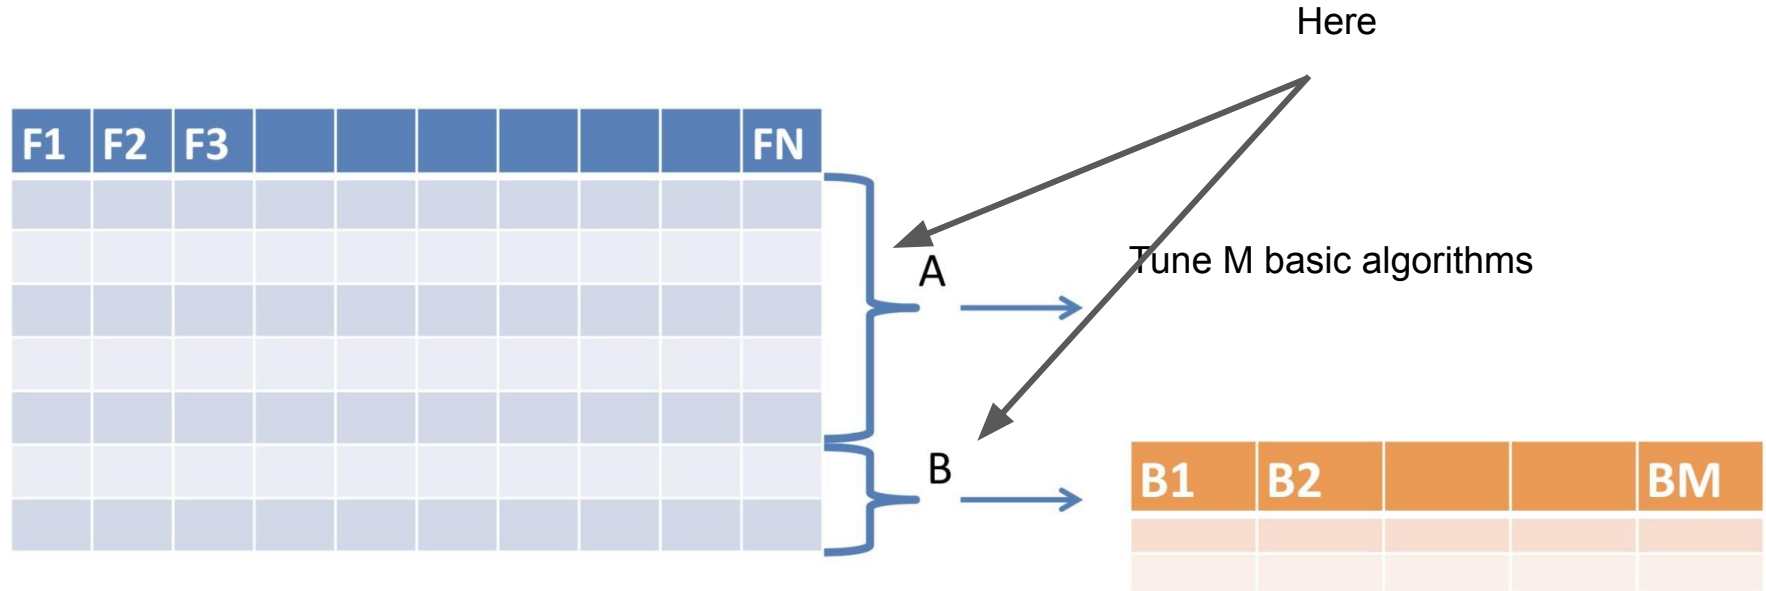 Here
F1 F2 F3 FN
A
Tune M basic algorithms
B
B1 B2 BM